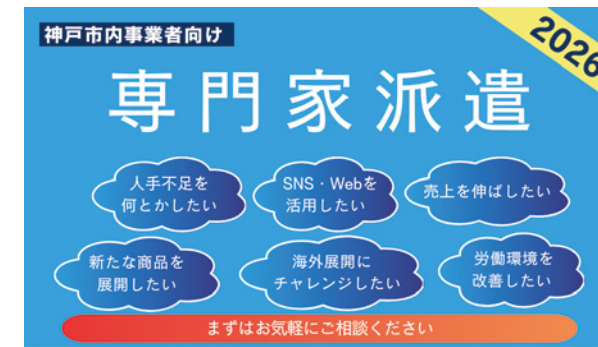 神戸市内事業者向け
2026
専門家派遣
人手不足を
何とかしたい
SNS・Webを
活用したい
売上を伸ばしたい
新たな商品を
展開したい
海外展開に
チャレンジしたい
労働環境を
改善したい
まずはお気軽にご相談ください